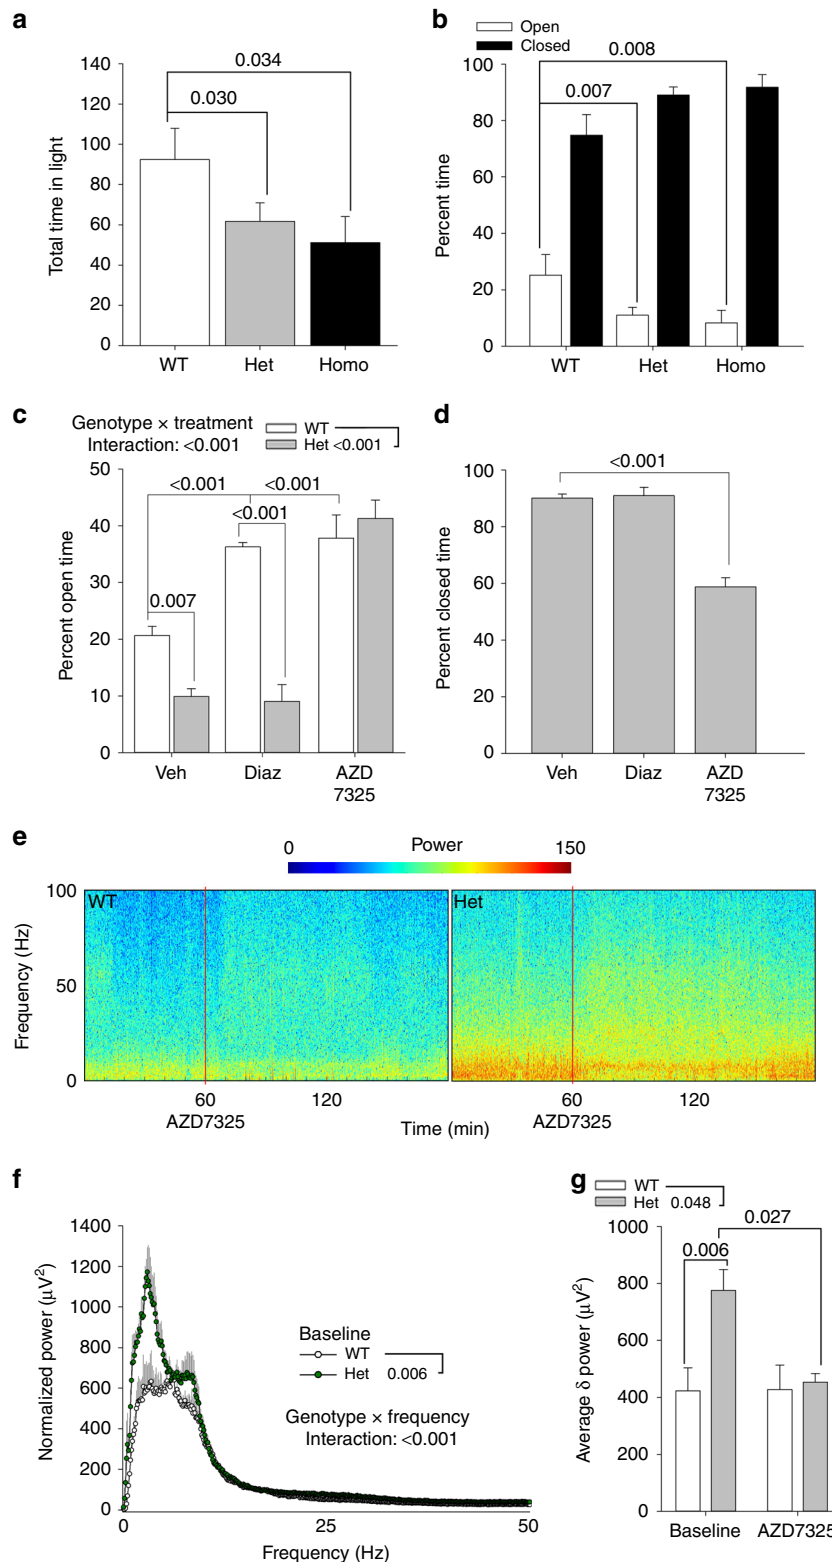 a
0.034
0.030
Total time in light
140
120
100
80
60
40
20
0
WT Het Homo
b
Open
Closed
0.008
0.007
Percent time
100
80
60
40
20
0
WT Het Homo
c
Genotype × treatment
Interaction: <0.001
WT
Het <0.001
<0.001 <0.001
<0.001
0.007
Percent open time
50
40
30
20
10
0
Veh Diaz AZD
7325
d
<0.001
Percent closed time
100
80
60
40
20
0
Veh Diaz AZD
7325
e
Power
0 150
WT Het
Frequency (Hz)
100
50
0
60 120 60 120
AZD7325 AZD7325
Time (min)
f
Normalized power (µV²)
1400
1200
1000
800
600
400
200
0
Baseline
WT
Het 0.006
Genotype × frequency
Interaction: <0.001
0 25 50
Frequency (Hz)
g
WT
Het 0.048
0.027
0.006
Average δ power (µV²)
1000
800
600
400
200
0
Baseline AZD7325